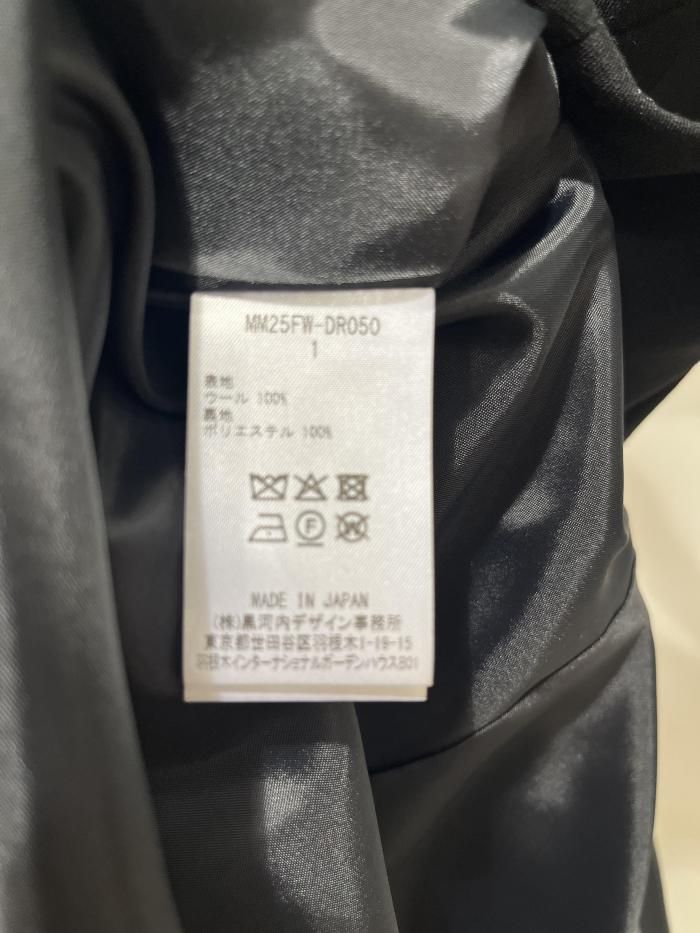 MM25FW-DR050
1
表地
ウール 100%
裏地
ポリエステル 100%
F
W
MADE IN JAPAN
(株)黒河内デザイン事務所
東京都世田谷区羽根木1-19-15
羽根木インターナショナルガーデンハウス801